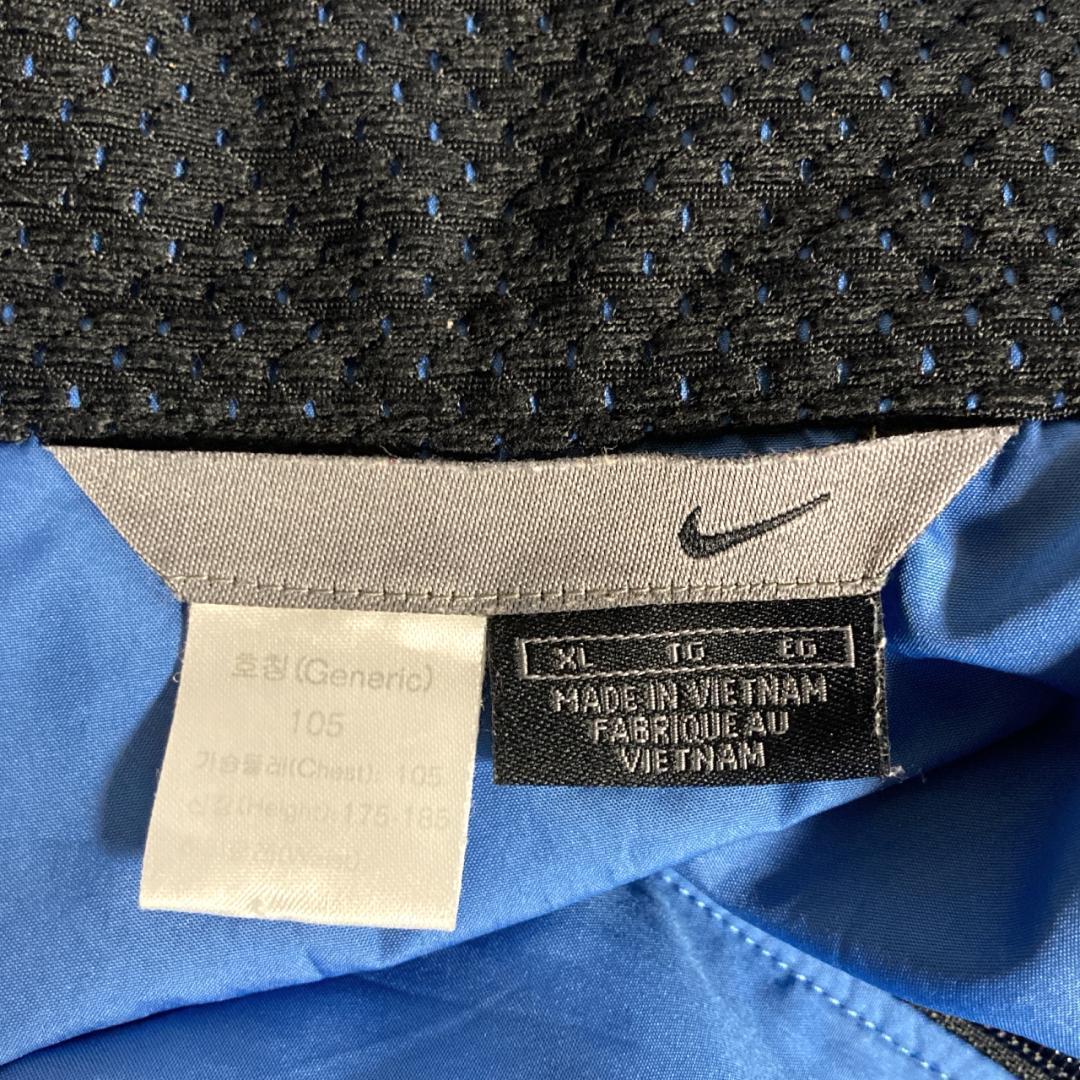 호칭(Generic)
105
가슴둘레(Chest): 105
신장(Height):175-185
(Waist):
XL TG EG
MADE IN VIETNAM
FABRIQUE AU
VIETNAM